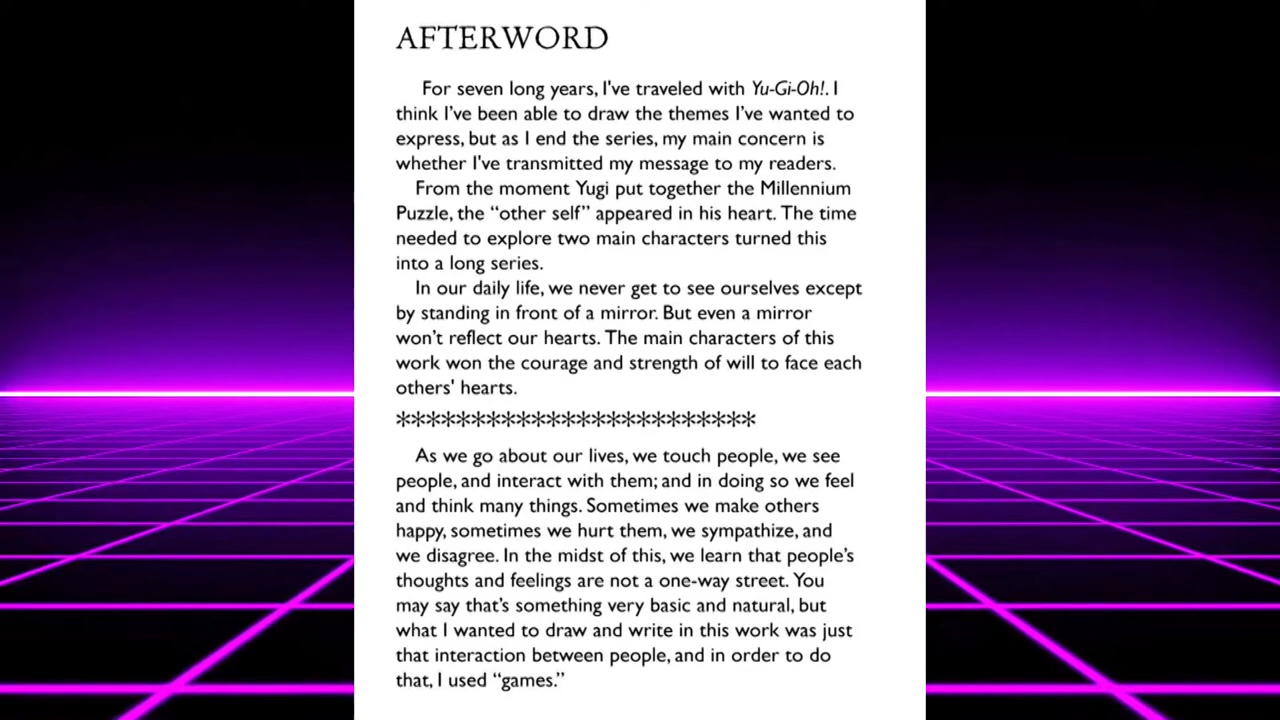 AFTERWORD
For seven long years, I've traveled with Yu-Gi-Oh!. I
think I've been able to draw the themes I've wanted to
express, but as I end the series, my main concern is
whether I've transmitted my message to my readers.
From the moment Yugi put together the Millennium
Puzzle, the “other self” appeared in his heart. The time
needed to explore two main characters turned this
into a long series.
In our daily life, we never get to see ourselves except
by standing in front of a mirror. But even a mirror
won't reflect our hearts. The main characters of this
work won the courage and strength of will to face each
others' hearts.
************************
As we go about our lives, we touch people, we see
people, and interact with them; and in doing so we feel
and think many things. Sometimes we make others
happy, sometimes we hurt them, we sympathize, and
we disagree. In the midst of this, we learn that people's
thoughts and feelings are not a one-way street. You
may say that's something very basic and natural, but
what I wanted to draw and write in this work was just
that interaction between people, and in order to do
that, I used “games.”